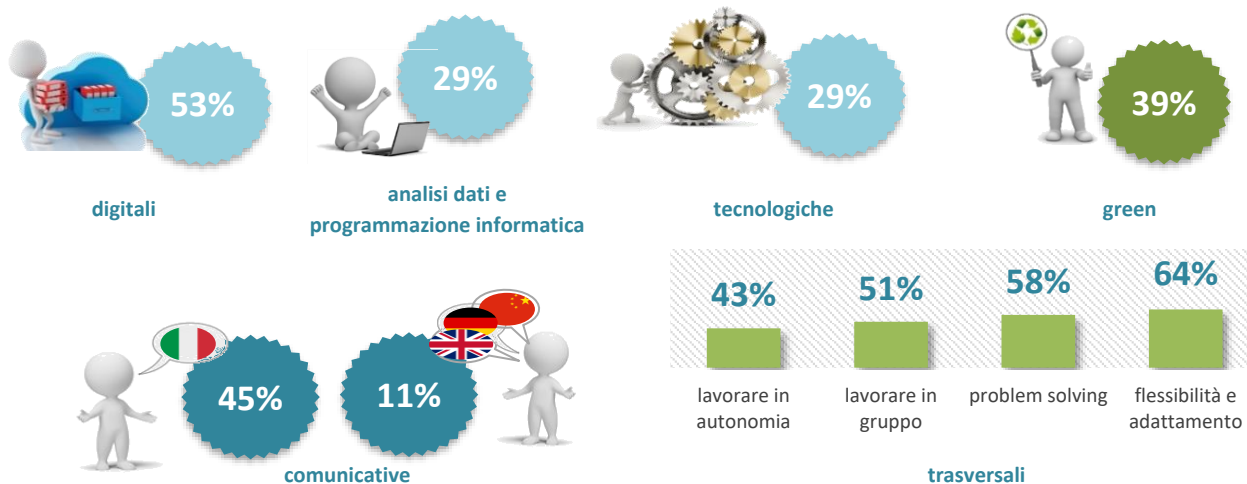 53%
29%
29%
39%
digitali
analisi dati e
programmazione informatica
tecnologiche
green
45%
11%
comunicative
43%
51%
58%
64%
lavorare in
autonomia
lavorare in
gruppo
problem solving
flessibilità e
adattamento
trasversali